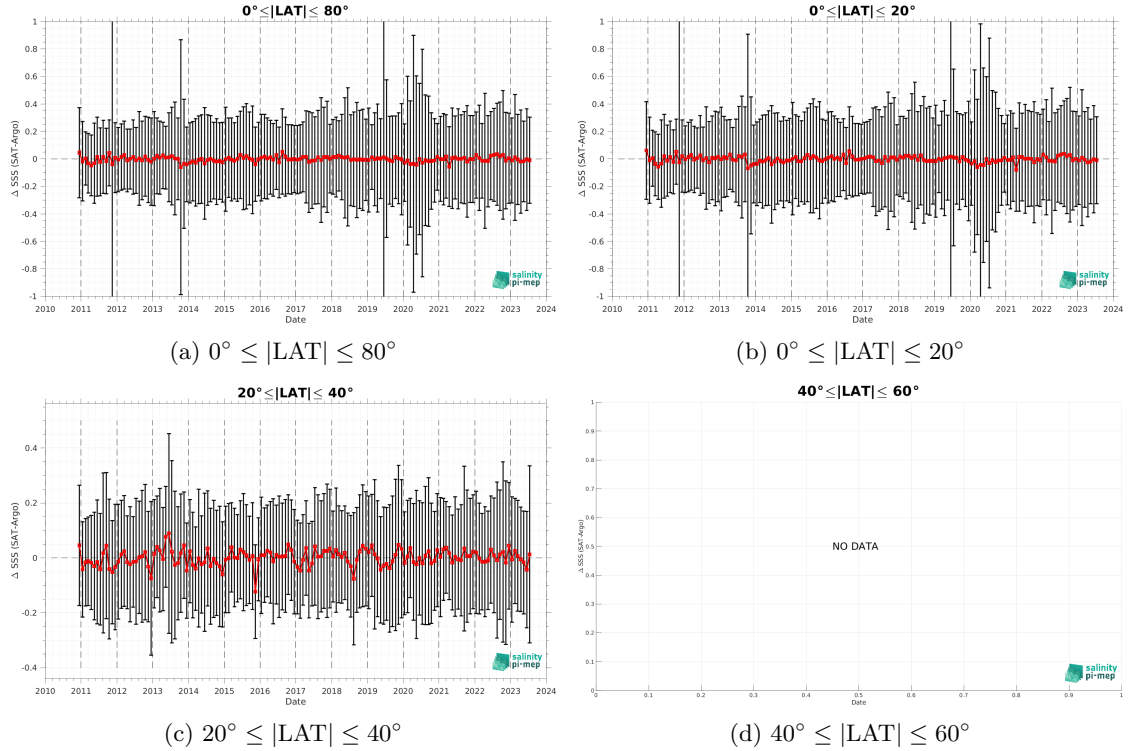 0°≤|LAT|≤ 80°
Δ SSS (SAT-Argo)
1
0.8
0.6
0.4
0.2
0
-0.2
-0.4
-0.6
-0.8
-1
2010 2011 2012 2013 2014 2015 2016 2017 2018 2019 2020 2021 2022 2023 2024
Date
salinity
pi-mep
(a) 0° ≤ |LAT| ≤ 80°
0°≤|LAT|≤ 20°
Δ SSS (SAT-Argo)
1
0.8
0.6
0.4
0.2
0
-0.2
-0.4
-0.6
-0.8
-1
2010 2011 2012 2013 2014 2015 2016 2017 2018 2019 2020 2021 2022 2023 2024
Date
salinity
pi-mep
(b) 0° ≤ |LAT| ≤ 20°
20°≤|LAT|≤ 40°
Δ SSS (SAT-Argo)
0.4
0.2
0
-0.2
-0.4
2010 2011 2012 2013 2014 2015 2016 2017 2018 2019 2020 2021 2022 2023 2024
Date
salinity
pi-mep
(c) 20° ≤ |LAT| ≤ 40°
40°≤|LAT|≤ 60°
Δ SSS (SAT-Argo)
1
0.9
0.8
0.7
0.6
0.5
0.4
0.3
0.2
0.1
0
NO DATA
0 0.1 0.2 0.3 0.4 0.5 0.6 0.7 0.8 0.9 1
Date
salinity
pi-mep
(d) 40° ≤ |LAT| ≤ 60°